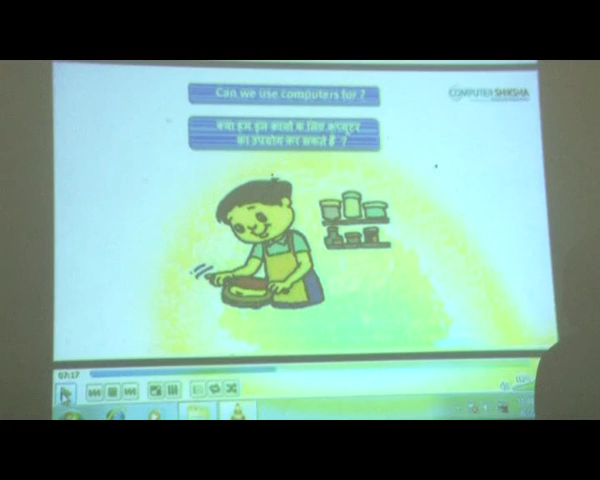 Can we use computers for ?
COMPUTER SHIKSHA
क्या हम इन कामों के लिए कंप्यूटर
का उपयोग कर सकते हैं ?
07:17